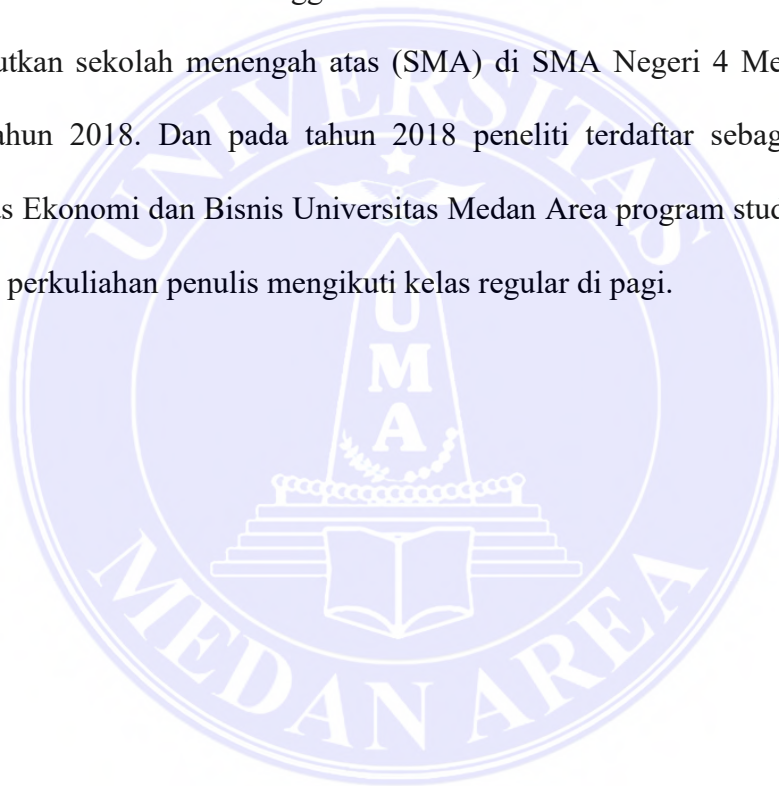 utkan sekolah menengah atas (SMA) di SMA Negeri 4 Me
ahun 2018. Dan pada tahun 2018 peneliti terdaftar sebag
s Ekonomi dan Bisnis Universitas Medan Area program stud
perkuliahan penulis mengikuti kelas regular di pagi.
UNIVERSITAS
UMA
MEDAN AREA